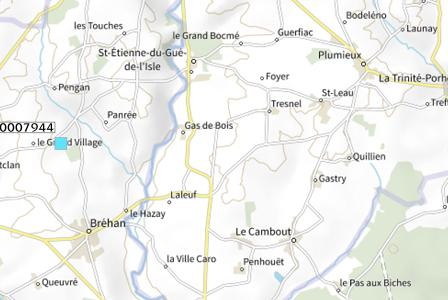 Bodeléno
les Touches
le Grand Bocmé
Guerfiac
Launay
St-Étienne-du-Gué-
de-l'Isle
Plumieux
Foyer
La Trinité-Porh
Pengan
St-Leau
Tresnel
Tref
Panrée
0007944
Gas de Bois
le Grand Village
Quillien
tclan
Gastry
Laleuf
le Hazay
Bréhan
Le Cambout
la Ville Caro
Penhouët
Queuvré
le Pas aux Biches